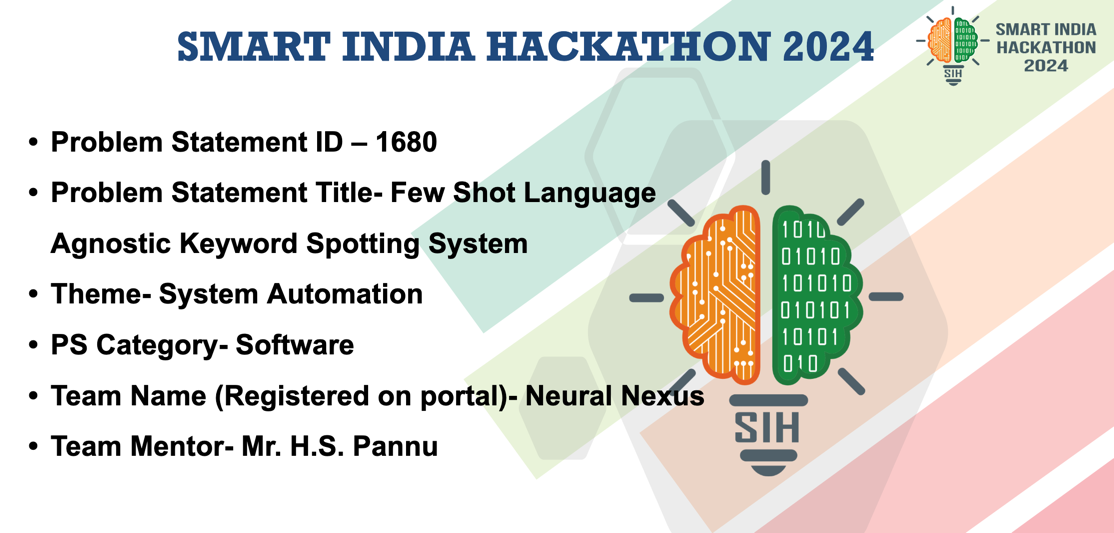 SMART INDIA HACKATHON 2024
SIH
SMART INDIA
HACKATHON
2024
• Problem Statement ID – 1680
• Problem Statement Title- Few Shot Language
Agnostic Keyword Spotting System
• Theme- System Automation
• PS Category- Software
• Team Name (Registered on portal)- Neural Nexus
• Team Mentor- Mr. H.S. Pannu
01010
101010
010101
10101
010
SIH